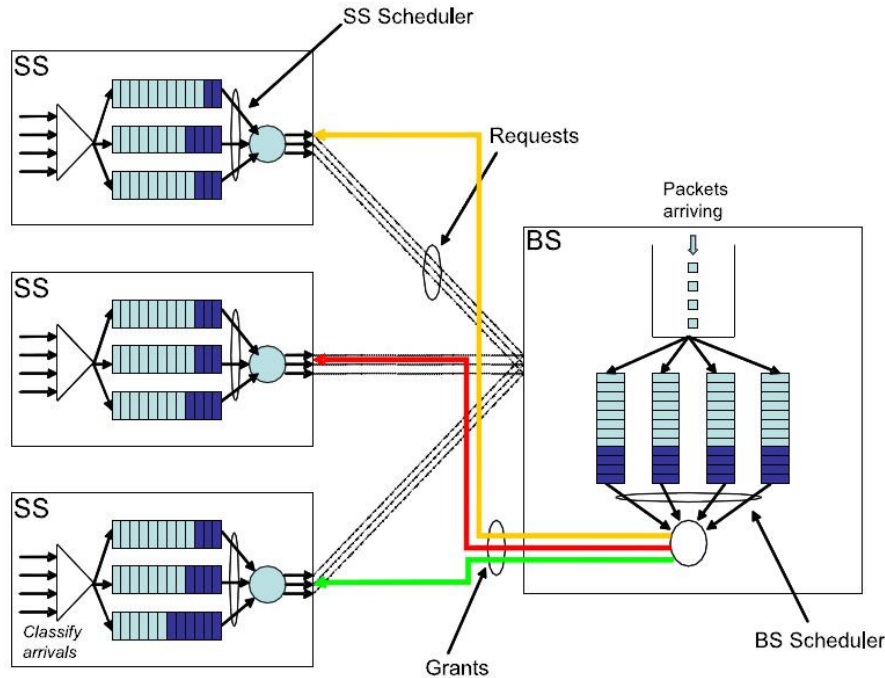 SS Scheduler
SS
Requests
Packets
arriving
BS
SS
SS
Classify
arrivals
Grants
BS Scheduler